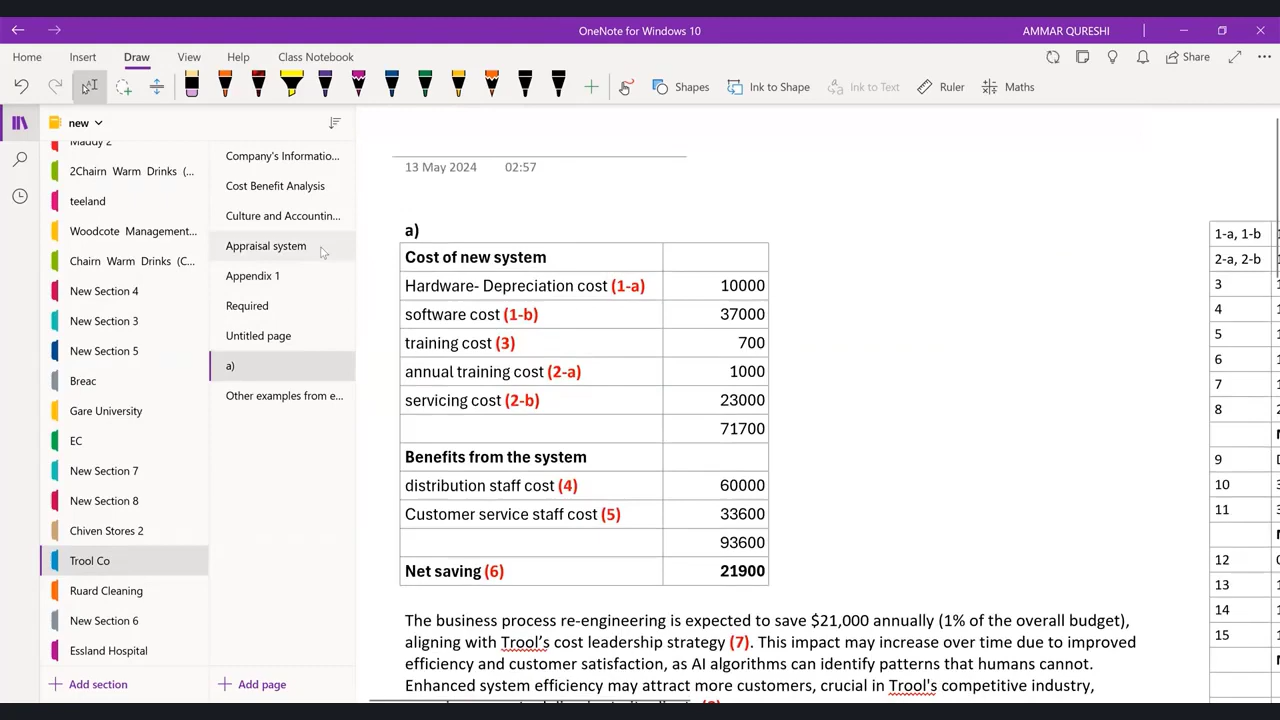 OneNote for Windows 10
AMMAR QURESHI
Home Insert Draw View Help Class Notebook
Share
Shapes Ink to Shape Ink to Text Ruler Maths
new
Maddy 2
2Chairn Warm Drinks (...
teeland
Woodcote Management...
Chairn Warm Drinks (C...
New Section 4
New Section 3
New Section 5
Breac
Gare University
EC
New Section 7
New Section 8
Chiven Stores 2
Trool Co
Ruard Cleaning
New Section 6
Essland Hospital
Add section
Company's Informatio...
Cost Benefit Analysis
Culture and Accountin...
Appraisal system
Appendix 1
Required
Untitled page
a)
Other examples from e...
Add page
13 May 2024 02:57
a)
Cost of new system
Hardware- Depreciation cost (1-a) 10000
software cost (1-b) 37000
training cost (3) 700
annual training cost (2-a) 1000
servicing cost (2-b) 23000
71700
Benefits from the system
distribution staff cost (4) 60000
Customer service staff cost (5) 33600
93600
Net saving (6) 21900
The business process re-engineering is expected to save $21,000 annually (1% of the overall budget),
aligning with Trool's cost leadership strategy (7). This impact may increase over time due to improved
efficiency and customer satisfaction, as AI algorithms can identify patterns that humans cannot.
Enhanced system efficiency may attract more customers, crucial in Trool's competitive industry,
1-a, 1-b
2-a, 2-b
3
4
5
6
7
8
9
10
11
12
13
14
15